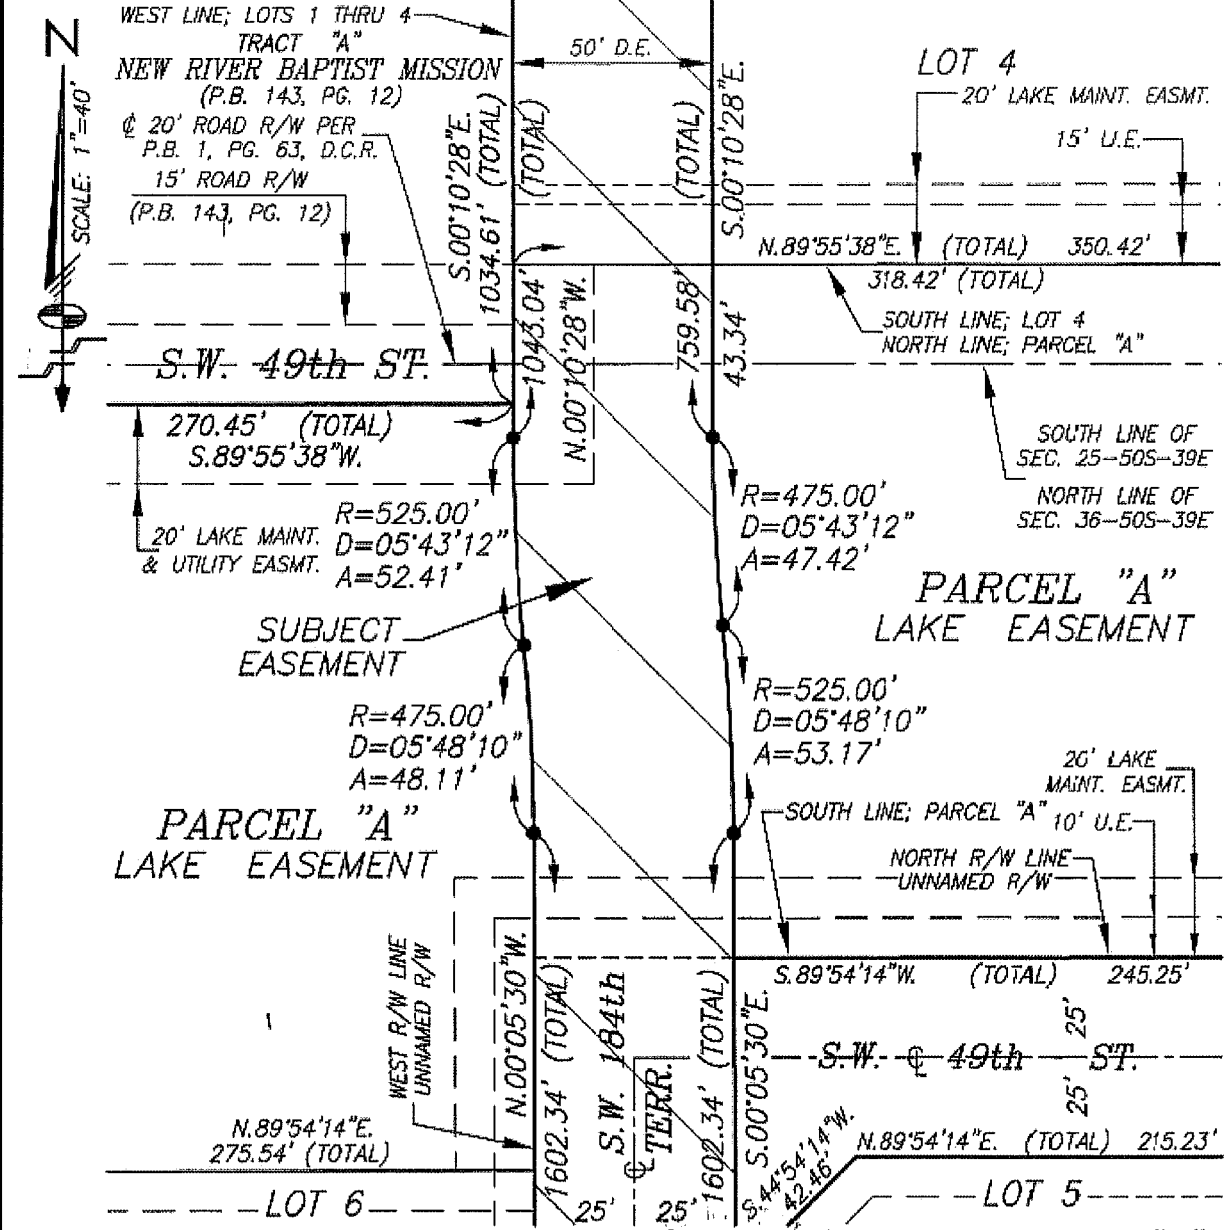 WEST LINE; LOTS 1 THRU 4
TRACT "A"
NEW RIVER BAPTIST MISSION
(P.B. 143, PG. 12)
℄ 20' ROAD R/W PER
P.B. 1, PG. 63, D.C.R.
15' ROAD R/W
(P.B. 143, PG. 12)
N
SCALE: 1"=40'
50' D.E.
S.00°10'28"E.
1034.61' (TOTAL)
(TOTAL)
1043.04'
N.00°10'28"W.
(TOTAL)
759.58'
S.00°10'28"E.
43.34'
LOT 4
20' LAKE MAINT. EASMT.
15' U.E.
N.89°55'38"E. (TOTAL) 350.42'
318.42' (TOTAL)
SOUTH LINE; LOT 4
NORTH LINE; PARCEL "A"
S.W. 49th ST.
270.45' (TOTAL)
S.89°55'38"W.
SOUTH LINE OF
SEC. 25-50S-39E
NORTH LINE OF
SEC. 36-50S-39E
20' LAKE MAINT.
& UTILITY EASMT.
R=525.00'
D=05°43'12"
A=52.41'
R=475.00'
D=05°43'12"
A=47.42'
PARCEL "A"
LAKE EASEMENT
SUBJECT
EASEMENT
R=475.00'
D=05°48'10"
A=48.11'
R=525.00'
D=05°48'10"
A=53.17'
PARCEL "A"
LAKE EASEMENT
20' LAKE
MAINT. EASMT.
SOUTH LINE; PARCEL "A"
10' U.E.
NORTH R/W LINE
UNNAMED R/W
WEST R/W LINE
UNNAMED R/W
N.00°05'30"W.
1602.34' (TOTAL)
S.W. 184th
℄ TERR.
1602.34' (TOTAL)
S.00°05'30"E.
S.89°54'14"W. (TOTAL) 245.25'
25'
S.W. ℄ 49th ST.
25'
N.89°54'14"E.
275.54' (TOTAL)
S.44°54'14"W.
42.46'
N.89°54'14"E. (TOTAL) 215.23'
LOT 6
25'
25'
LOT 5